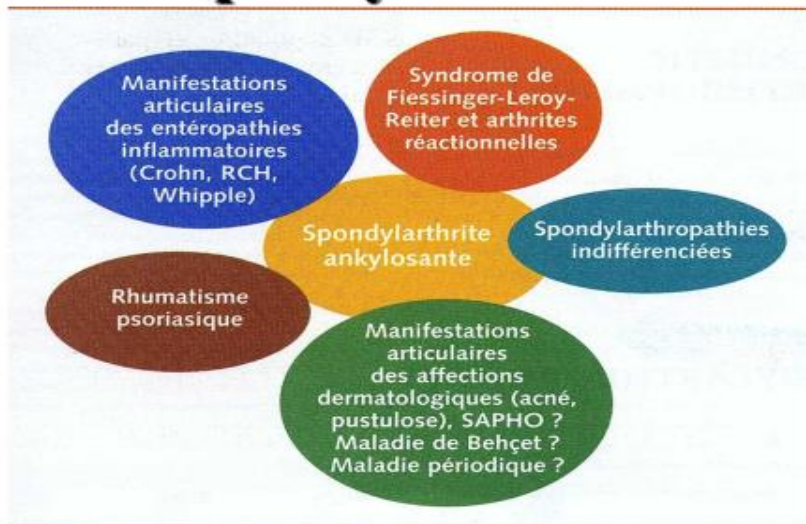 Manifestations
articulaires
des entéropathies
inflammatoires
(Crohn, RCH,
Whipple)
Syndrome de
Fiessinger-Leroy-
Reiter et arthrites
réactionnelles
Spondylarthrite
ankylosante
Spondylarthropathies
indifférenciées
Rhumatisme
psoriasique
Manifestations
articulaires
des affections
dermatologiques (acné,
pustulose), SAPHO ?
Maladie de Behçet ?
Maladie périodique ?